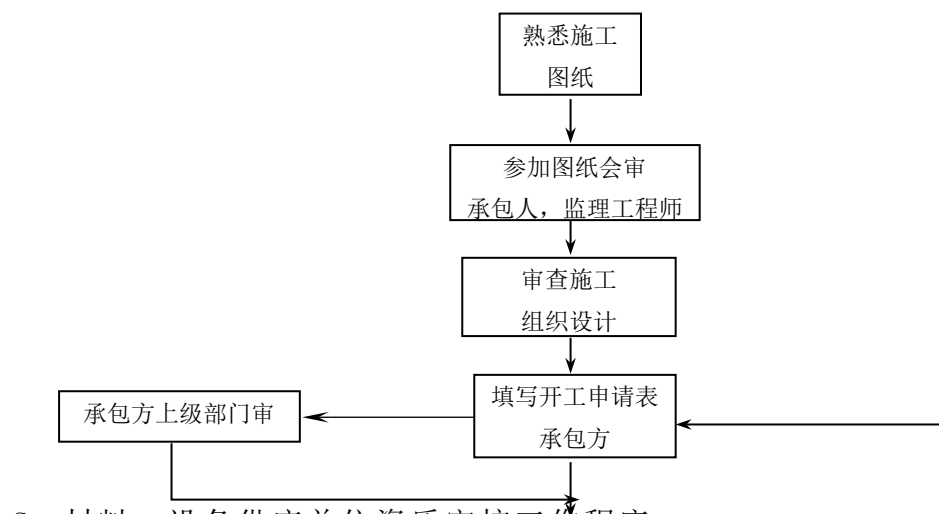 熟悉施工
图纸
参加图纸会审
承包人，监理工程师
审查施工
组织设计
填写开工申请表
承包方
承包方上级部门审